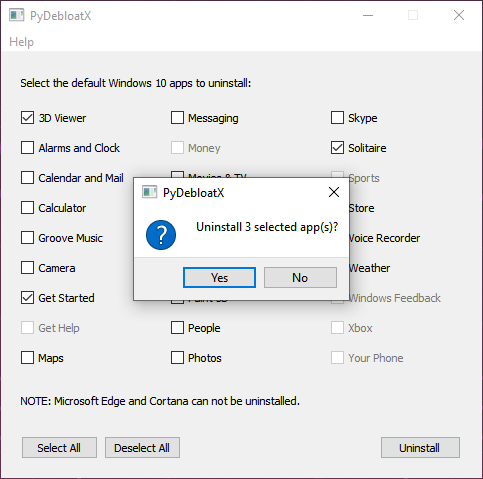 PyDebloatX
Help
Select the default Windows 10 apps to uninstall:
3D Viewer Messaging Skype
Alarms and Clock Money Solitaire
Calendar and Mail Movies & TV Sports
Calculator Store
Groove Music Voice Recorder
Camera Weather
Get Started Paint 3D Windows Feedback
Get Help People Xbox
Maps Photos Your Phone
PyDebloatX
Uninstall 3 selected app(s)?
Yes No
NOTE: Microsoft Edge and Cortana can not be uninstalled.
Select All Deselect All Uninstall